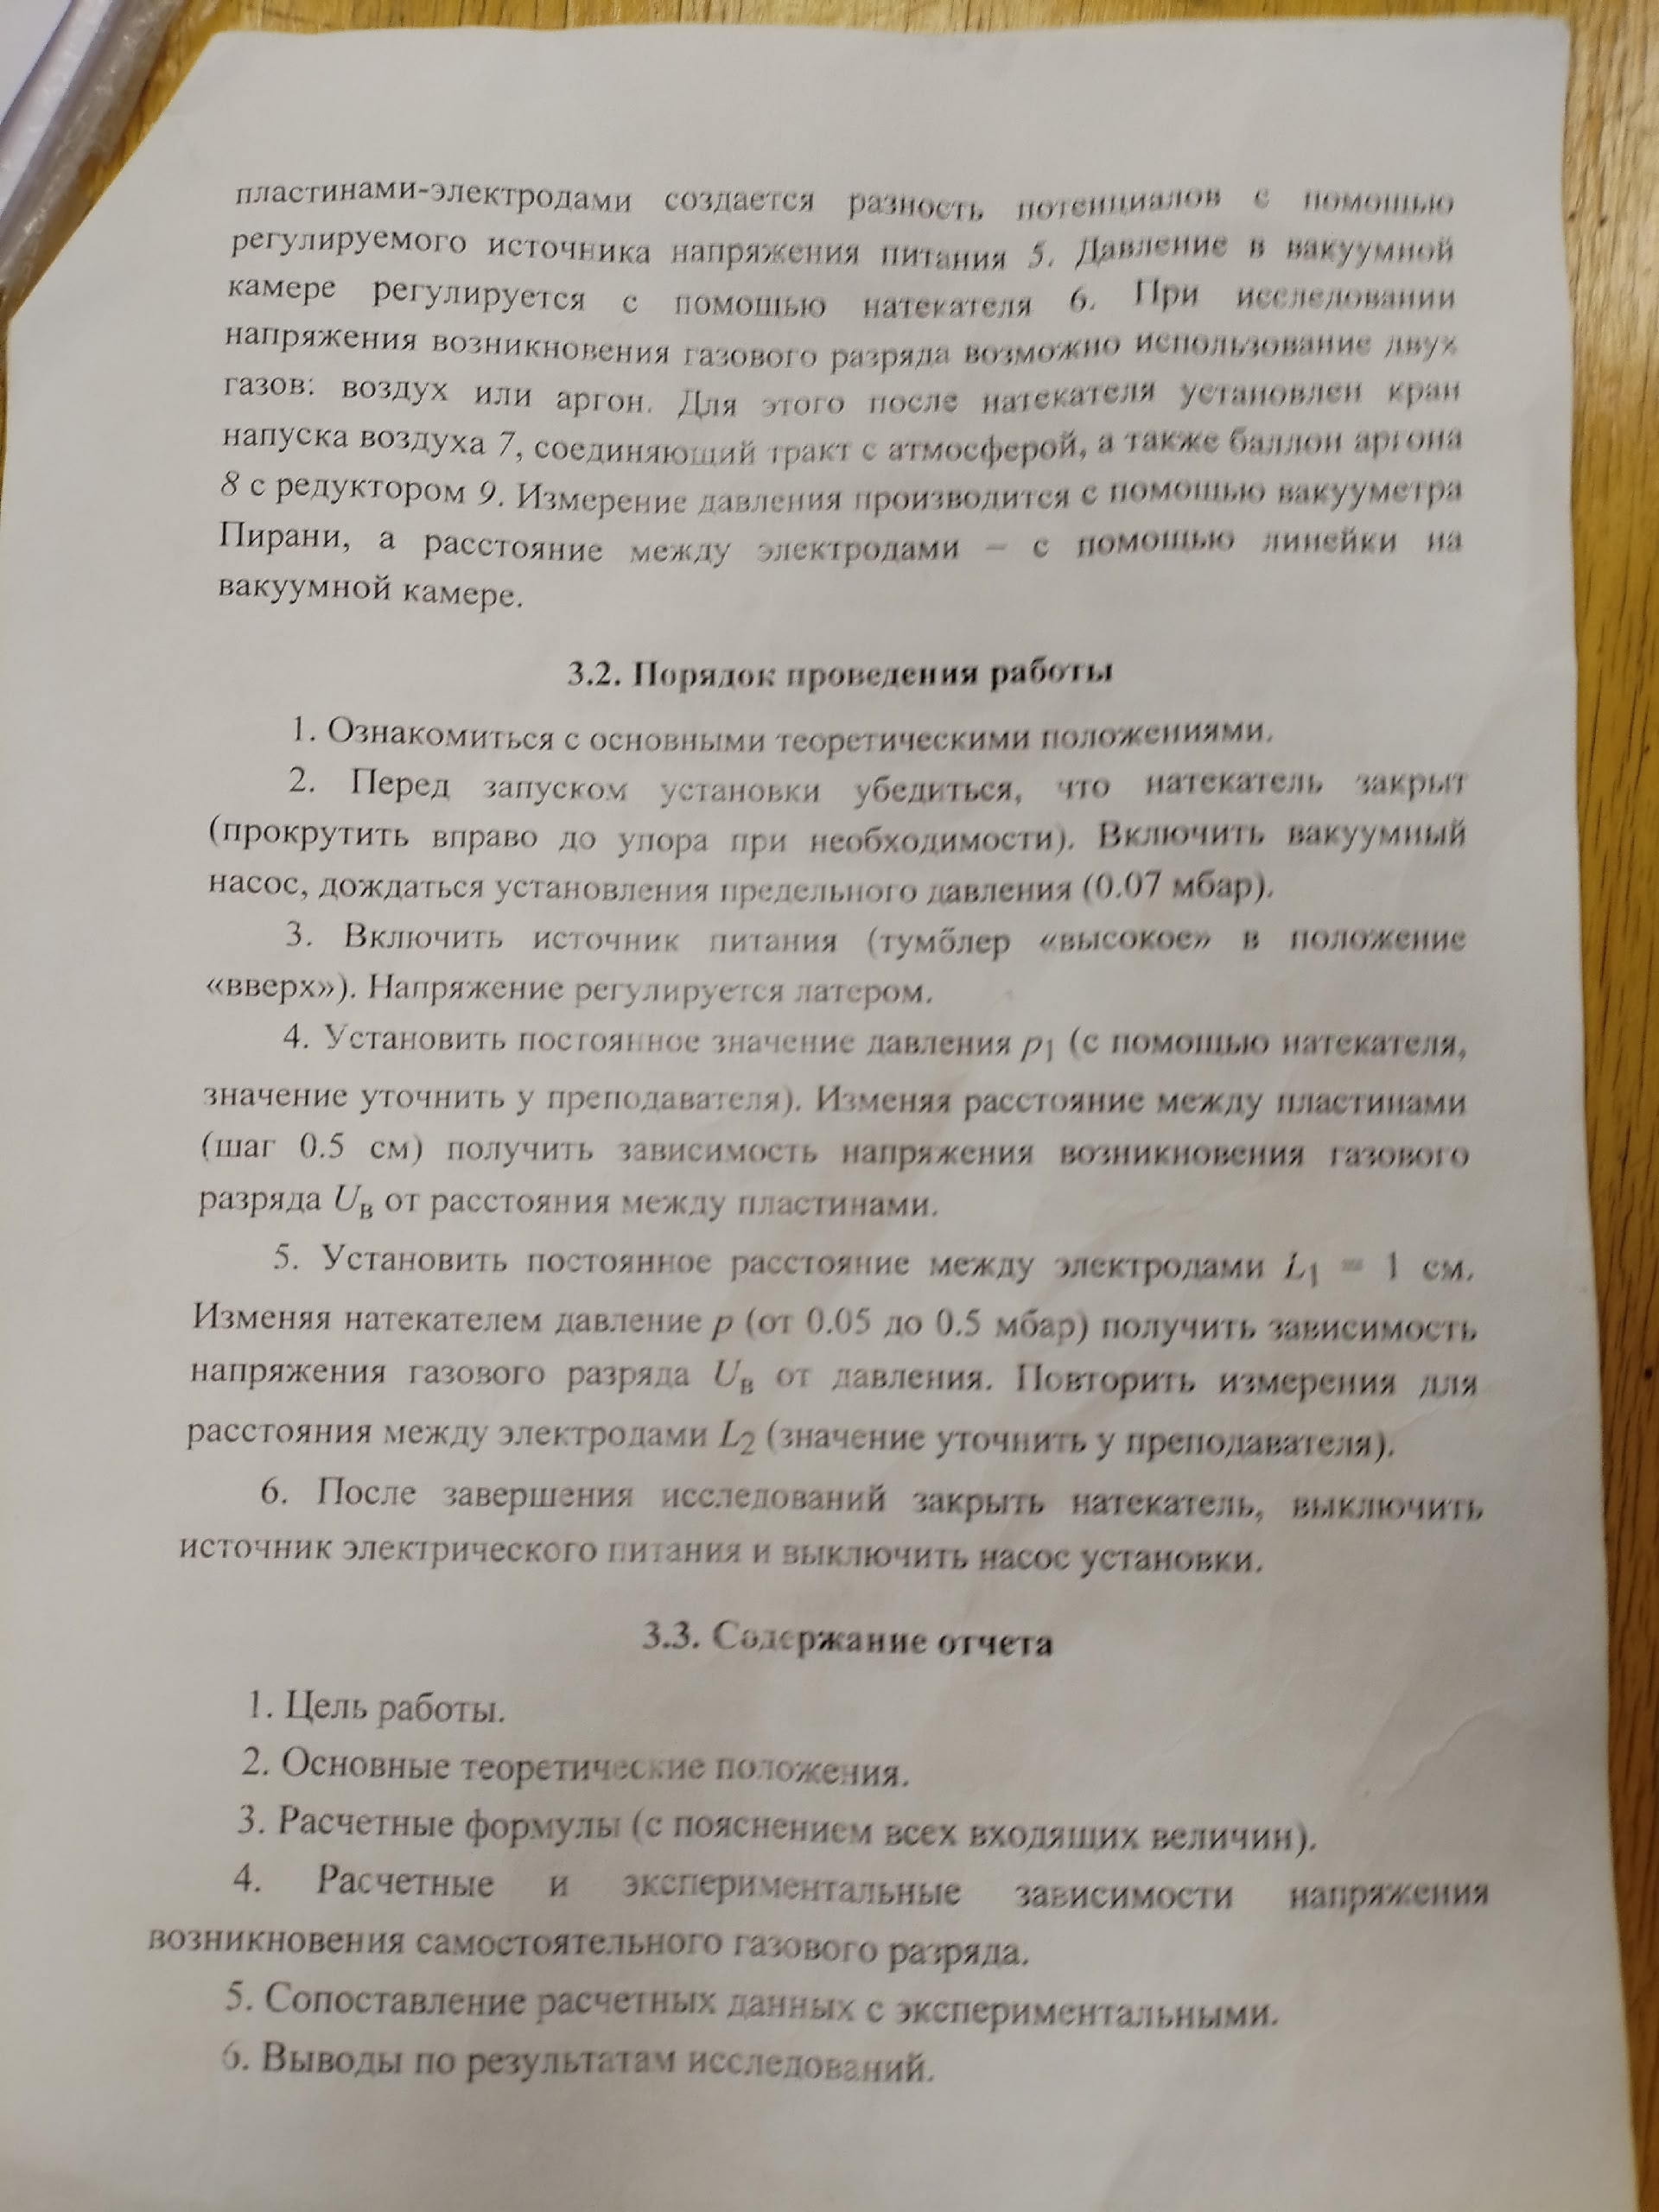 пластинами-электродами создается разность потенциалов с помощью
регулируемого источника напряжения питания 5. Давление в вакуумной
камере регулируется с помощью натекателя 6. При исследовании
напряжения возникновения газового разряда возможно использование двух
газов: воздух или аргон. Для этого после натекателя установлен кран
напуска воздуха 7, соединяющий тракт с атмосферой, а также баллон аргона
8 с редуктором 9. Измерение давления производится с помощью вакууметра
Пирани, а расстояние между электродами – с помощью линейки на
вакуумной камере.
3.2. Порядок проведения работы
1. Ознакомиться с основными теоретическими положениями.
2. Перед запуском установки убедиться, что натекатель закрыт
(прокрутить вправо до упора при необходимости). Включить вакуумный
насос, дождаться установления предельного давления (0.07 мбар).
3. Включить источник питания (тумблер «высокое» в положение
«вверх»). Напряжение регулируется латером.
4. Установить постоянное значение давления p₁ (с помощью натекателя,
значение уточнить у преподавателя). Изменяя расстояние между пластинами
(шаг 0.5 см) получить зависимость напряжения возникновения газового
разряда Uв от расстояния между пластинами.
5. Установить постоянное расстояние между электродами L₁ = 1 см.
Изменяя натекателем давление p (от 0.05 до 0.5 мбар) получить зависимость
напряжения газового разряда Uв от давления. Повторить измерения для
расстояния между электродами L₂ (значение уточнить у преподавателя).
6. После завершения исследований закрыть натекатель, выключить
источник электрического питания и выключить насос установки.
3.3. Содержание отчета
1. Цель работы.
2. Основные теоретические положения.
3. Расчетные формулы (с пояснением всех входящих величин).
4. Расчетные и экспериментальные зависимости напряжения
возникновения самостоятельного газового разряда.
5. Сопоставление расчетных данных с экспериментальными.
6. Выводы по результатам исследований.